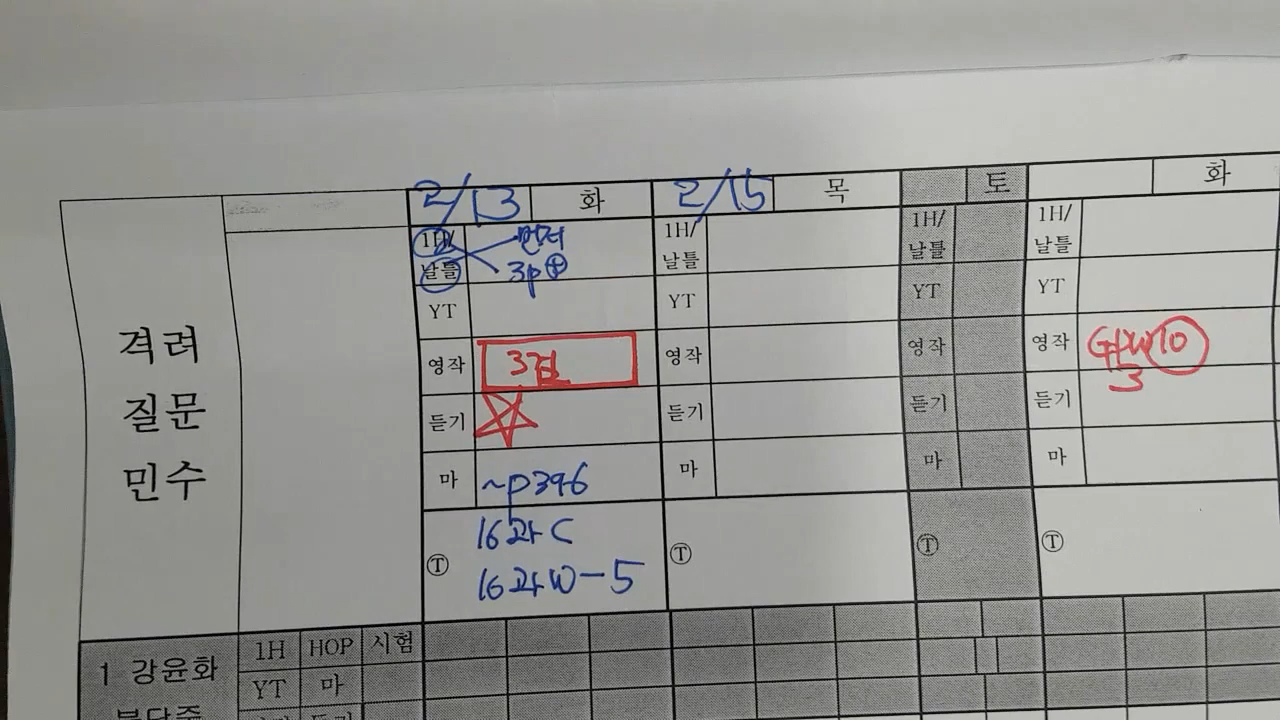 2/13 화 2/15 목 토 화
격려
질문
민수
1H/ 먼저 1H/ 1H/ 1H/
날틀 3p + 날틀 날틀 날틀
YT YT YT YT
영작 3권 영작 영작 영작 10
듣기 듣기 듣기 3 듣기
마 ~p396 마 마 마
Ⓣ 16과 C Ⓣ Ⓣ Ⓣ
16과 W-5
1 강윤화 1H HOP 시험
YT 마